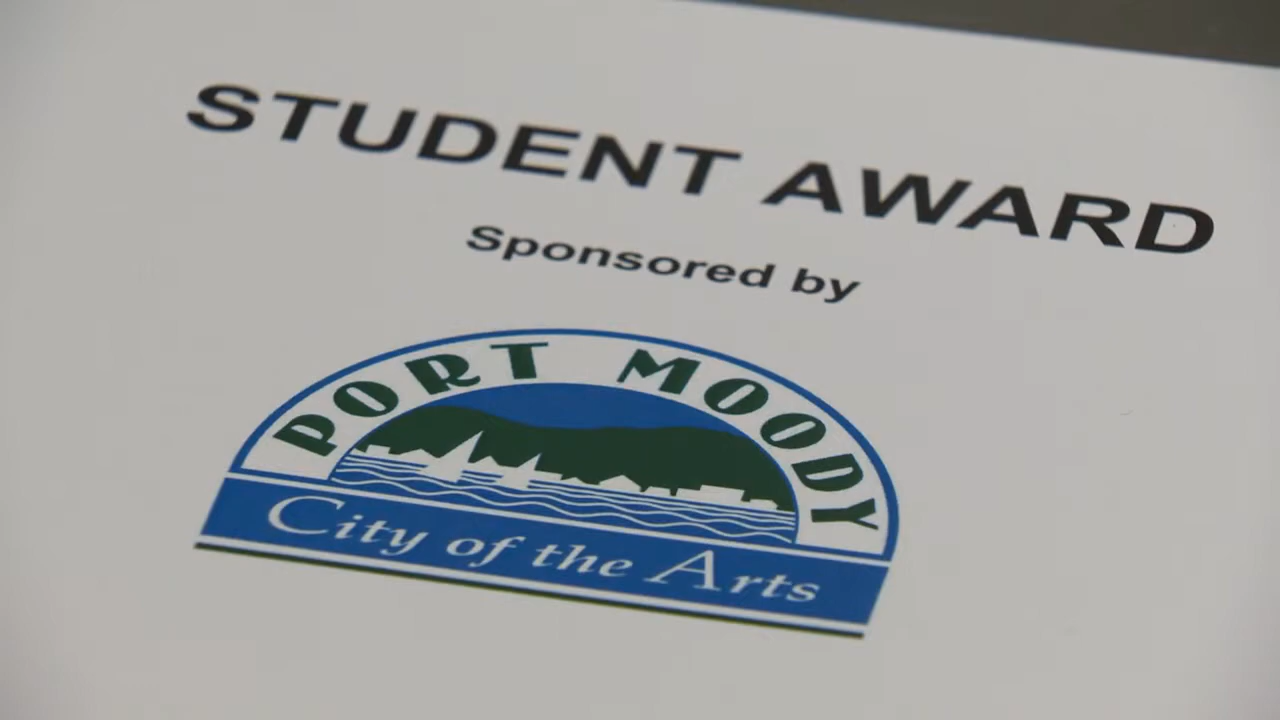 STUDENT AWARD
Sponsored by
PORT MOODY
City of the Arts